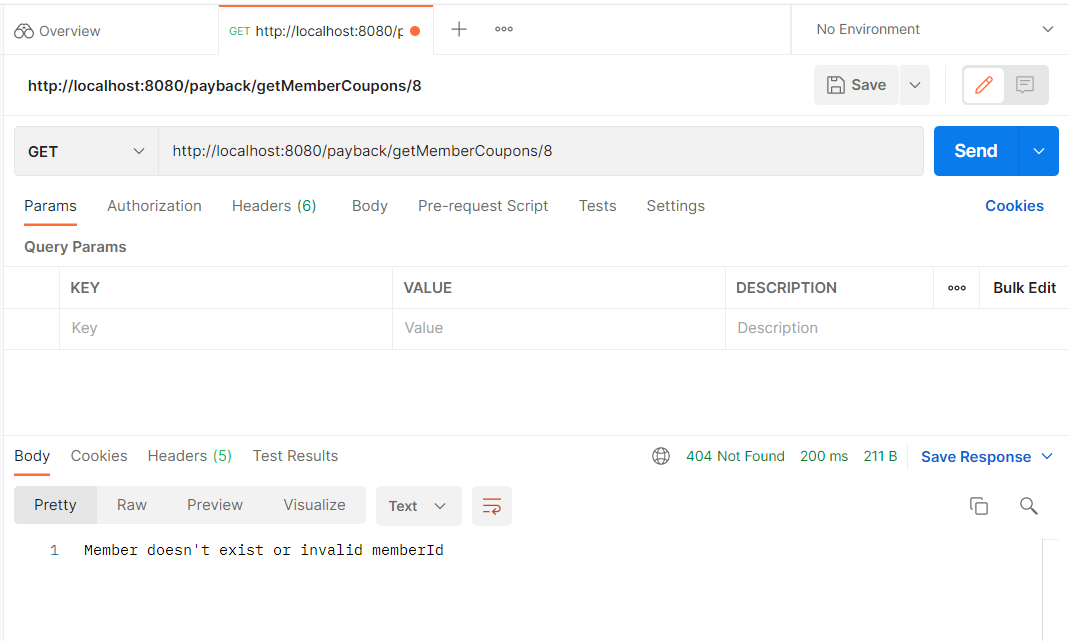 Overview
GET http://localhost:8080/p
No Environment
http://localhost:8080/payback/getMemberCoupons/8
Save
GET
http://localhost:8080/payback/getMemberCoupons/8
Send
Params Authorization Headers (6) Body Pre-request Script Tests Settings Cookies
Query Params
KEY VALUE DESCRIPTION Bulk Edit
Key Value Description
Body Cookies Headers (5) Test Results 404 Not Found 200 ms 211 B Save Response
Pretty Raw Preview Visualize Text
1 Member doesn't exist or invalid memberId